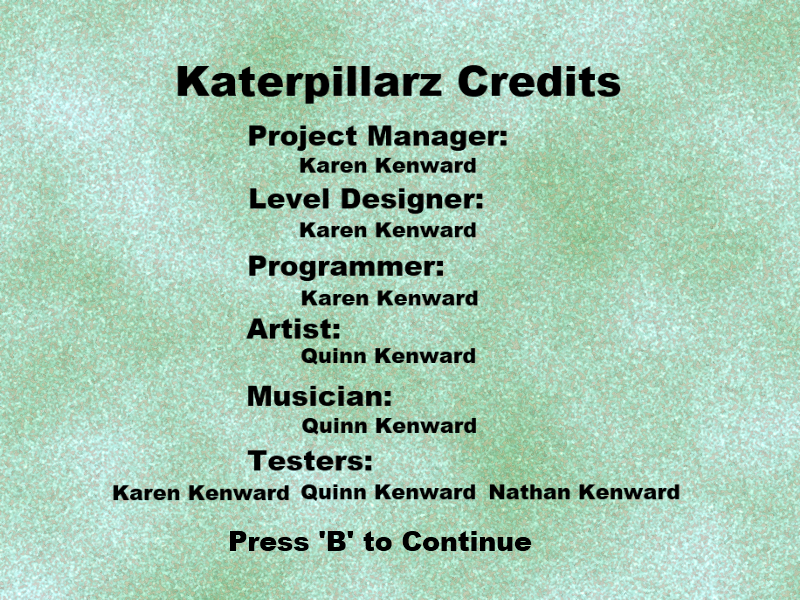 Katerpillarz Credits
Project Manager:
Karen Kenward
Level Designer:
Karen Kenward
Programmer:
Karen Kenward
Artist:
Quinn Kenward
Musician:
Quinn Kenward
Testers:
Karen Kenward Quinn Kenward Nathan Kenward
Press 'B' to Continue